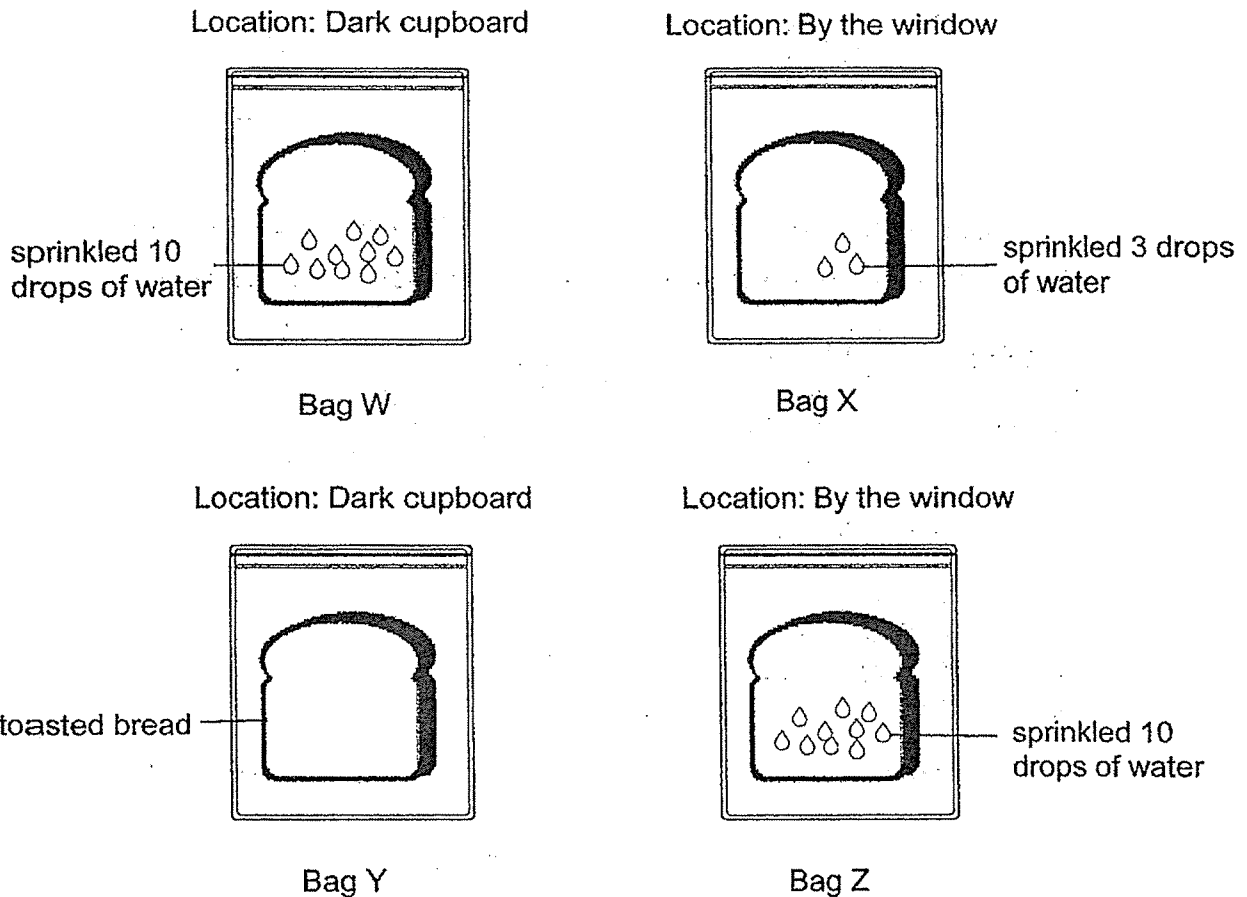 Location: Dark cupboard
Location: By the window
sprinkled 10
drops of water
sprinkled 3 drops
of water
Bag W
Bag X
Location: Dark cupboard
Location: By the window
toasted bread
sprinkled 10
drops of water
Bag Y
Bag Z